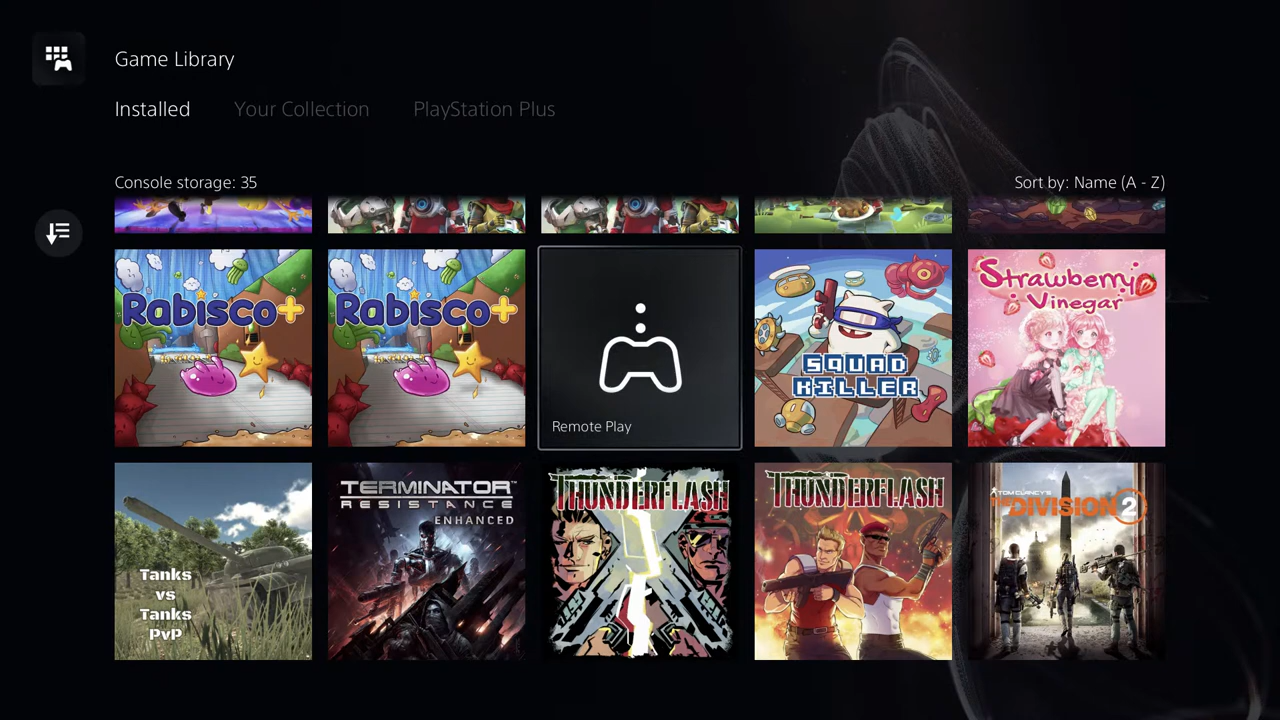 Game Library
Installed
Your Collection
PlayStation Plus
Console storage: 35
Sort by: Name (A - Z)
Rabisco+
Rabisco+
Remote Play
SQUAD
KILLER
Strawberry
Vinegar
Tanks
vs
Tanks
PvP
TERMINATOR™
RESISTANCE
ENHANCED
THUNDERFLASH
THUNDERFLASH
TOM CLANCY'S
THE DIVISION 2